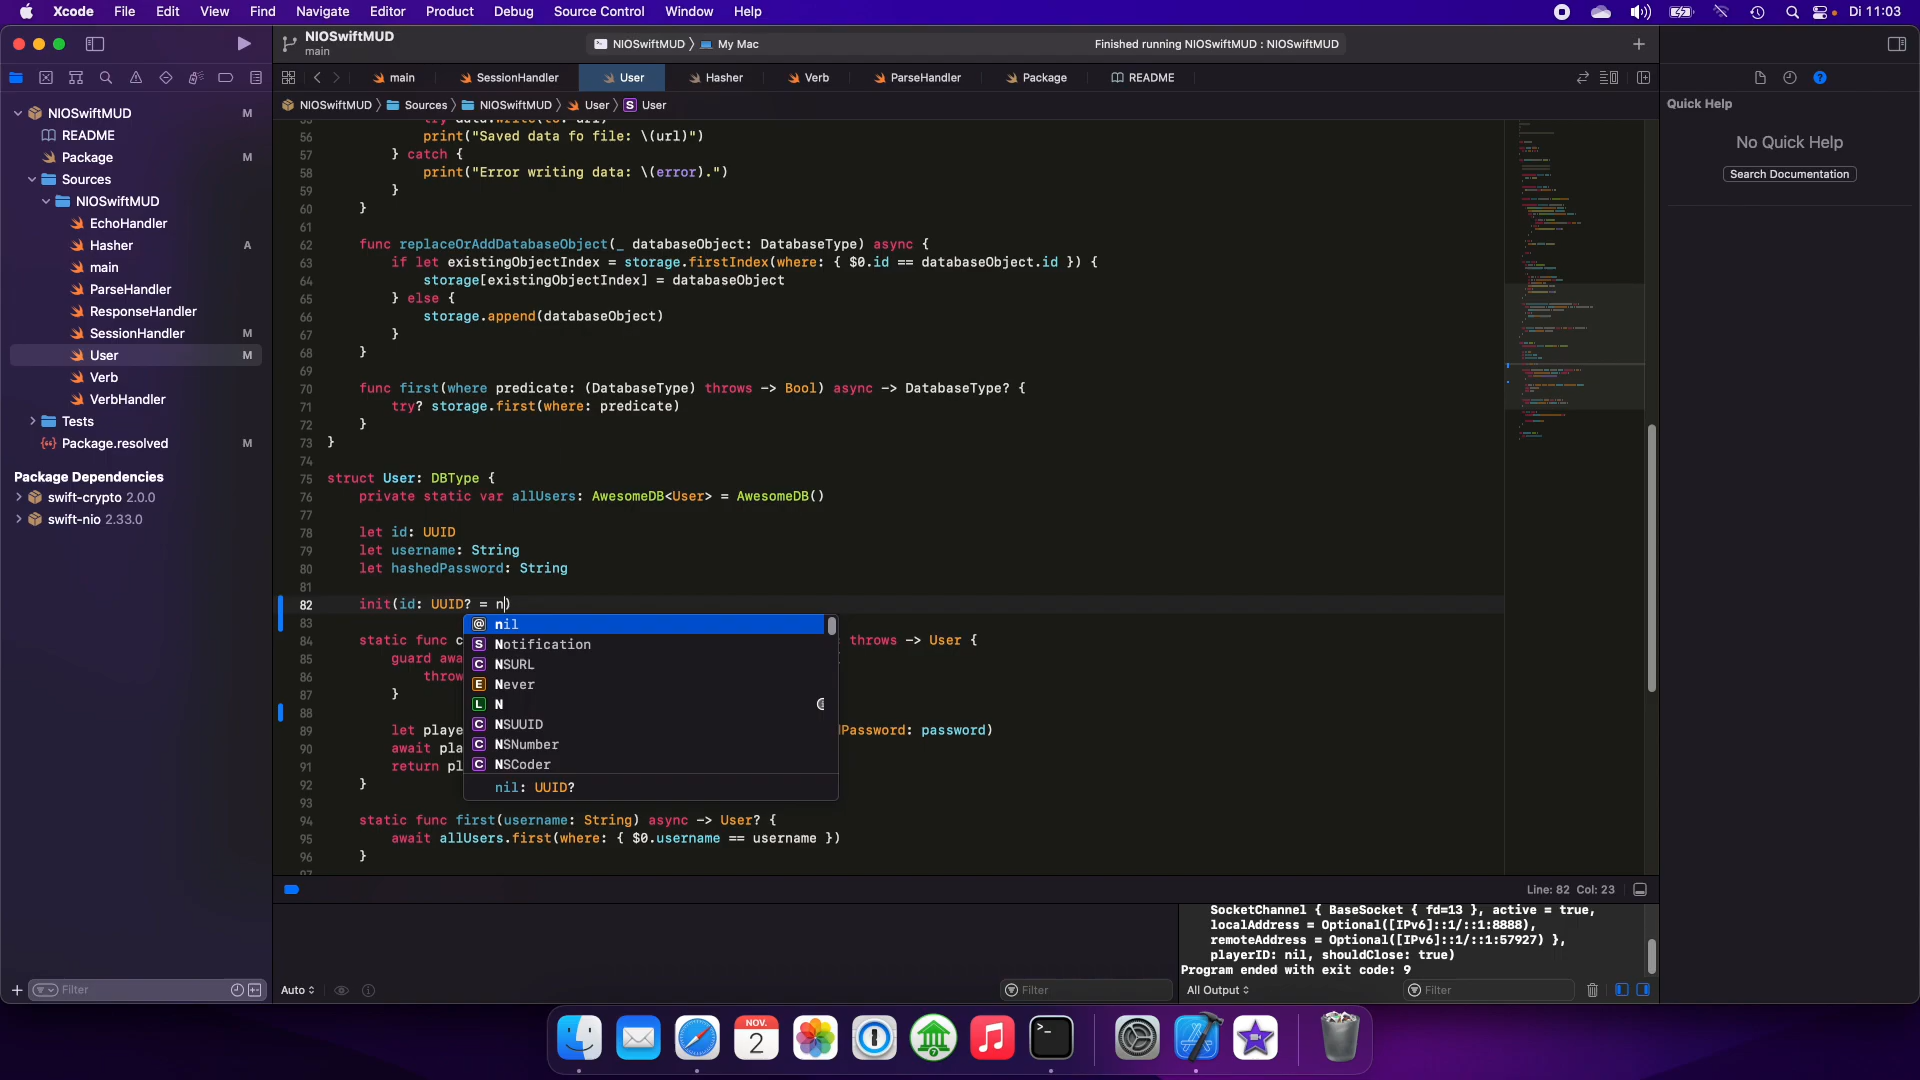 Xcode File Edit View Find Navigate Editor Product Debug Source Control Window Help
Di 11:03
NIOSwiftMUD
main
NIOSwiftMUD 〉 My Mac
Finished running NIOSwiftMUD : NIOSwiftMUD
main SessionHandler User Hasher Verb ParseHandler Package README
NIOSwiftMUD 〉 Sources 〉 NIOSwiftMUD 〉 User 〉 S User
NIOSwiftMUD M
README
Package M
Sources
NIOSwiftMUD
EchoHandler
Hasher A
main
ParseHandler
ResponseHandler
SessionHandler M
User M
Verb
VerbHandler
Tests
Package.resolved M
Package Dependencies
swift-crypto 2.0.0
swift-nio 2.33.0
Filter
56 print("Saved data fo file: \(url)")
57 } catch {
58 print("Error writing data: \(error).")
59 }
60 }
61
62 func replaceOrAddDatabaseObject(_ databaseObject: DatabaseType) async {
63 if let existingObjectIndex = storage.firstIndex(where: { $0.id == databaseObject.id }) {
64 storage[existingObjectIndex] = databaseObject
65 } else {
66 storage.append(databaseObject)
67 }
68 }
69
70 func first(where predicate: (DatabaseType) throws -> Bool) async -> DatabaseType? {
71 try? storage.first(where: predicate)
72 }
73 }
74
75 struct User: DBType {
76 private static var allUsers: AwesomeDB<User> = AwesomeDB()
77
78 let id: UUID
79 let username: String
80 let hashedPassword: String
81
82 init(id: UUID? = n)
83
84 static func c throws -> User {
85 guard awa
86 throw
87 }
88
89 let playe Password: password)
90 await pla
91 return pl
92 }
93
94 static func first(username: String) async -> User? {
95 await allUsers.first(where: { $0.username == username })
96 }
@ nil
S Notification
C NSURL
E Never
L N
C NSUUID
C NSNumber
C NSCoder
nil: UUID?
Line: 82 Col: 23
Auto
Filter
SocketChannel { BaseSocket { fd=13 }, active = true,
localAddress = Optional([IPv6]::1/::1:8888),
remoteAddress = Optional([IPv6]::1/::1:57927) },
playerID: nil, shouldClose: true)
Program ended with exit code: 9
All Output
Filter
Quick Help
No Quick Help
Search Documentation
NOV.
2